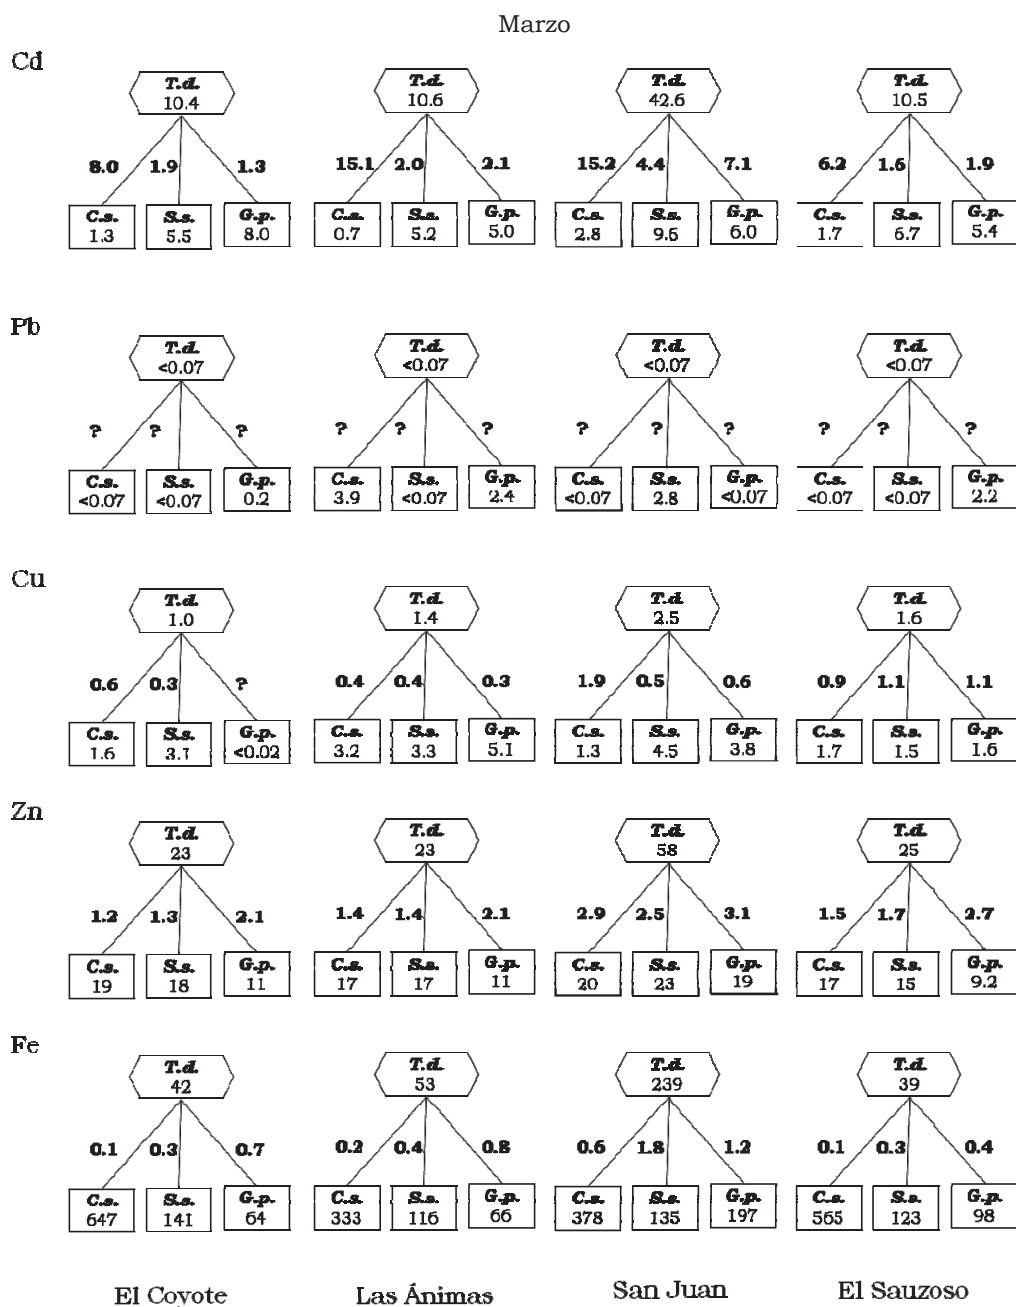 Marzo
Cd
T.d. T.d. T.d. T.d.
10.4 10.6 42.6 10.5
8.0 1.9 1.3 15.1 2.0 2.1 15.2 4.4 7.1 6.2 1.6 1.9
C.s. S.s. G.p. C.s. S.s. G.p. C.s. S.s. G.p. C.s. S.s. G.p.
1.3 5.5 8.0 0.7 5.2 5.0 2.8 9.6 6.0 1.7 6.7 5.4
Pb
T.d. T.d. T.d. T.d.
<0.07 <0.07 <0.07 <0.07
? ? ? ? ? ? ? ? ? ? ? ?
C.s. S.s. G.p. C.s. S.s. G.p. C.s. S.s. G.p. C.s. S.s. G.p.
<0.07 <0.07 0.2 3.9 <0.07 2.4 <0.07 2.8 <0.07 <0.07 <0.07 2.2
Cu
T.d. T.d. T.d. T.d.
1.0 1.4 2.5 1.6
0.6 0.3 ? 0.4 0.4 0.3 1.9 0.5 0.6 0.9 1.1 1.1
C.s. S.s. G.p. C.s. S.s. G.p. C.s. S.s. G.p. C.s. S.s. G.p.
1.6 3.1 <0.02 3.2 3.3 5.1 1.3 4.5 3.8 1.7 1.5 1.6
Zn
T.d. T.d. T.d. T.d.
23 23 58 25
1.2 1.3 2.1 1.4 1.4 2.1 2.9 2.5 3.1 1.5 1.7 2.7
C.s. S.s. G.p. C.s. S.s. G.p. C.s. S.s. G.p. C.s. S.s. G.p.
19 18 11 17 17 11 20 23 19 17 15 9.2
Fe
T.d. T.d. T.d. T.d.
42 53 239 39
0.1 0.3 0.7 0.2 0.4 0.8 0.6 1.8 1.2 0.1 0.3 0.4
C.s. S.s. G.p. C.s. S.s. G.p. C.s. S.s. G.p. C.s. S.s. G.p.
647 141 64 333 116 66 378 135 197 565 123 98
El Coyote Las Ánimas San Juan El Sauzoso